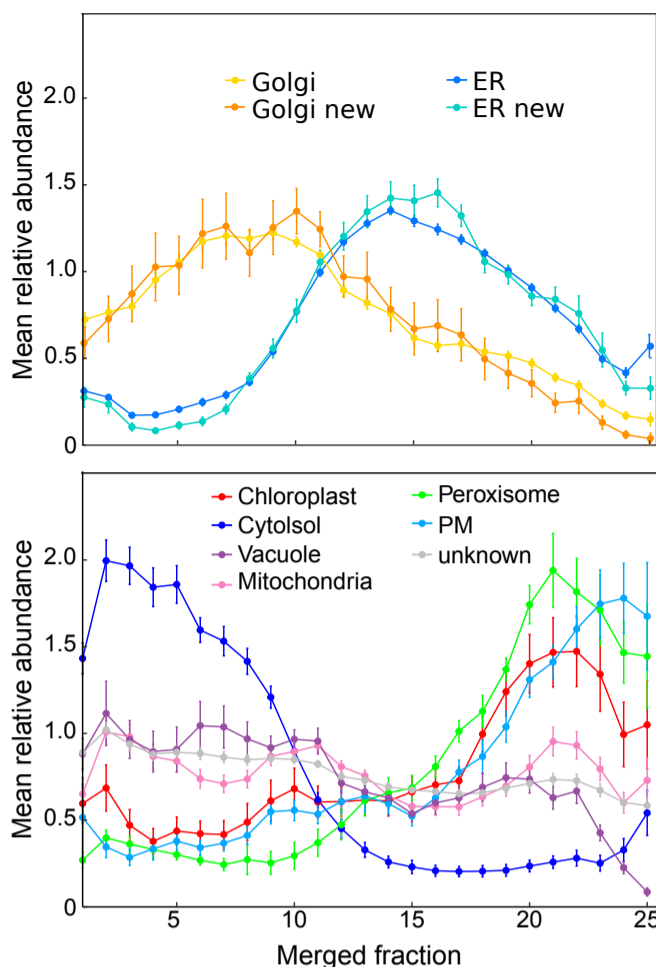 Mean relative abundance
2.0
1.5
1.0
0.5
0
Golgi
Golgi new
ER
ER new
Mean relative abundance
2.0
1.5
1.0
0.5
0
Chloroplast
Cytolsol
Vacuole
Mitochondria
Peroxisome
PM
unknown
5 10 15 20 25
Merged fraction